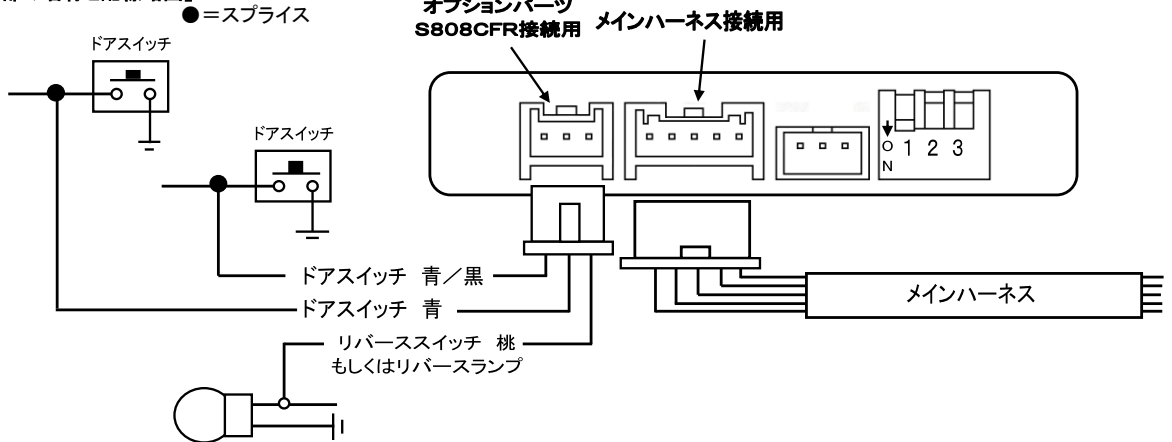 ●＝スプライス
オプションパーツ
S808CFR接続用
メインハーネス接続用
ドアスイッチ
ドアスイッチ
O
N
1 2 3
ドアスイッチ 青／黒
ドアスイッチ 青
リバーススイッチ 桃
もしくはリバースランプ
メインハーネス